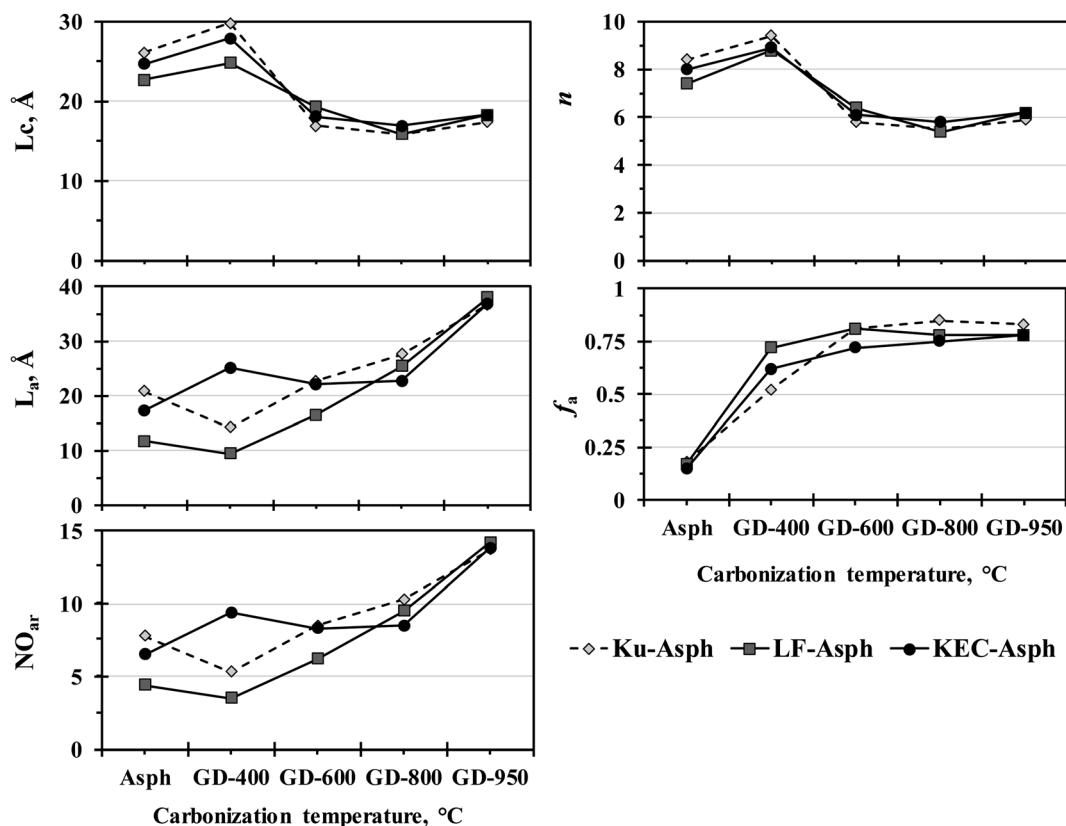 Lc, Å
30
20
10
0
n
10
8
6
4
2
0
Lₐ, Å
40
30
20
10
0
fₐ
1
0.75
0.5
0.25
0
Asph GD-400 GD-600 GD-800 GD-950
Carbonization temperature, °C
NOₐᵣ
15
10
5
0
Asph GD-400 GD-600 GD-800 GD-950
Carbonization temperature, °C
Ku-Asph LF-Asph KEC-Asph